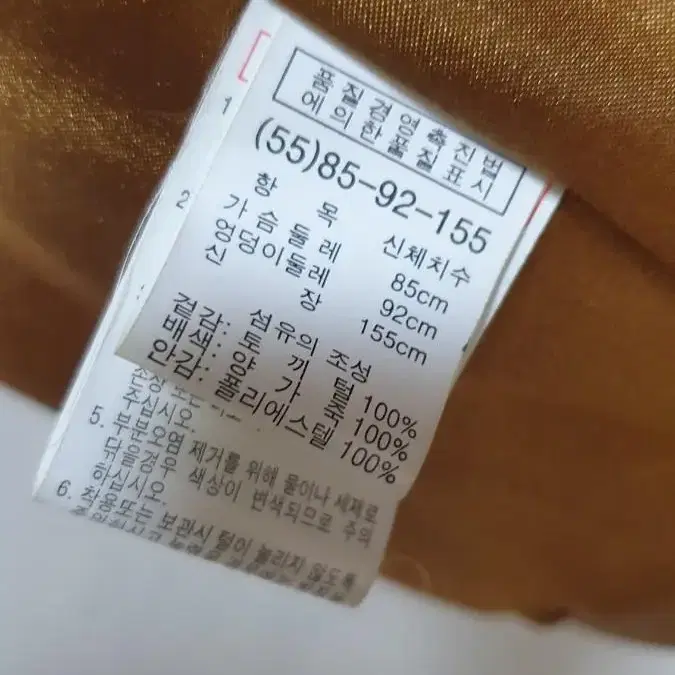 품질경영촉진법
에의한품질표시
(55)85-92-155
항 목 신체치수
가슴둘레 85cm
엉덩이둘레 92cm
신 장 155cm
섬유의 조성
겉감: 토 끼 털 100%
배색: 양 가 죽 100%
안감: 폴리에스텔 100%
1
2
주십시오.
5. 부분오염 제거를 위해 물이나 세제로
닦을경우 색상이 변색되므로 주의
하십시오.
6. 착용또는 보관시 털이 눌리지 않도록